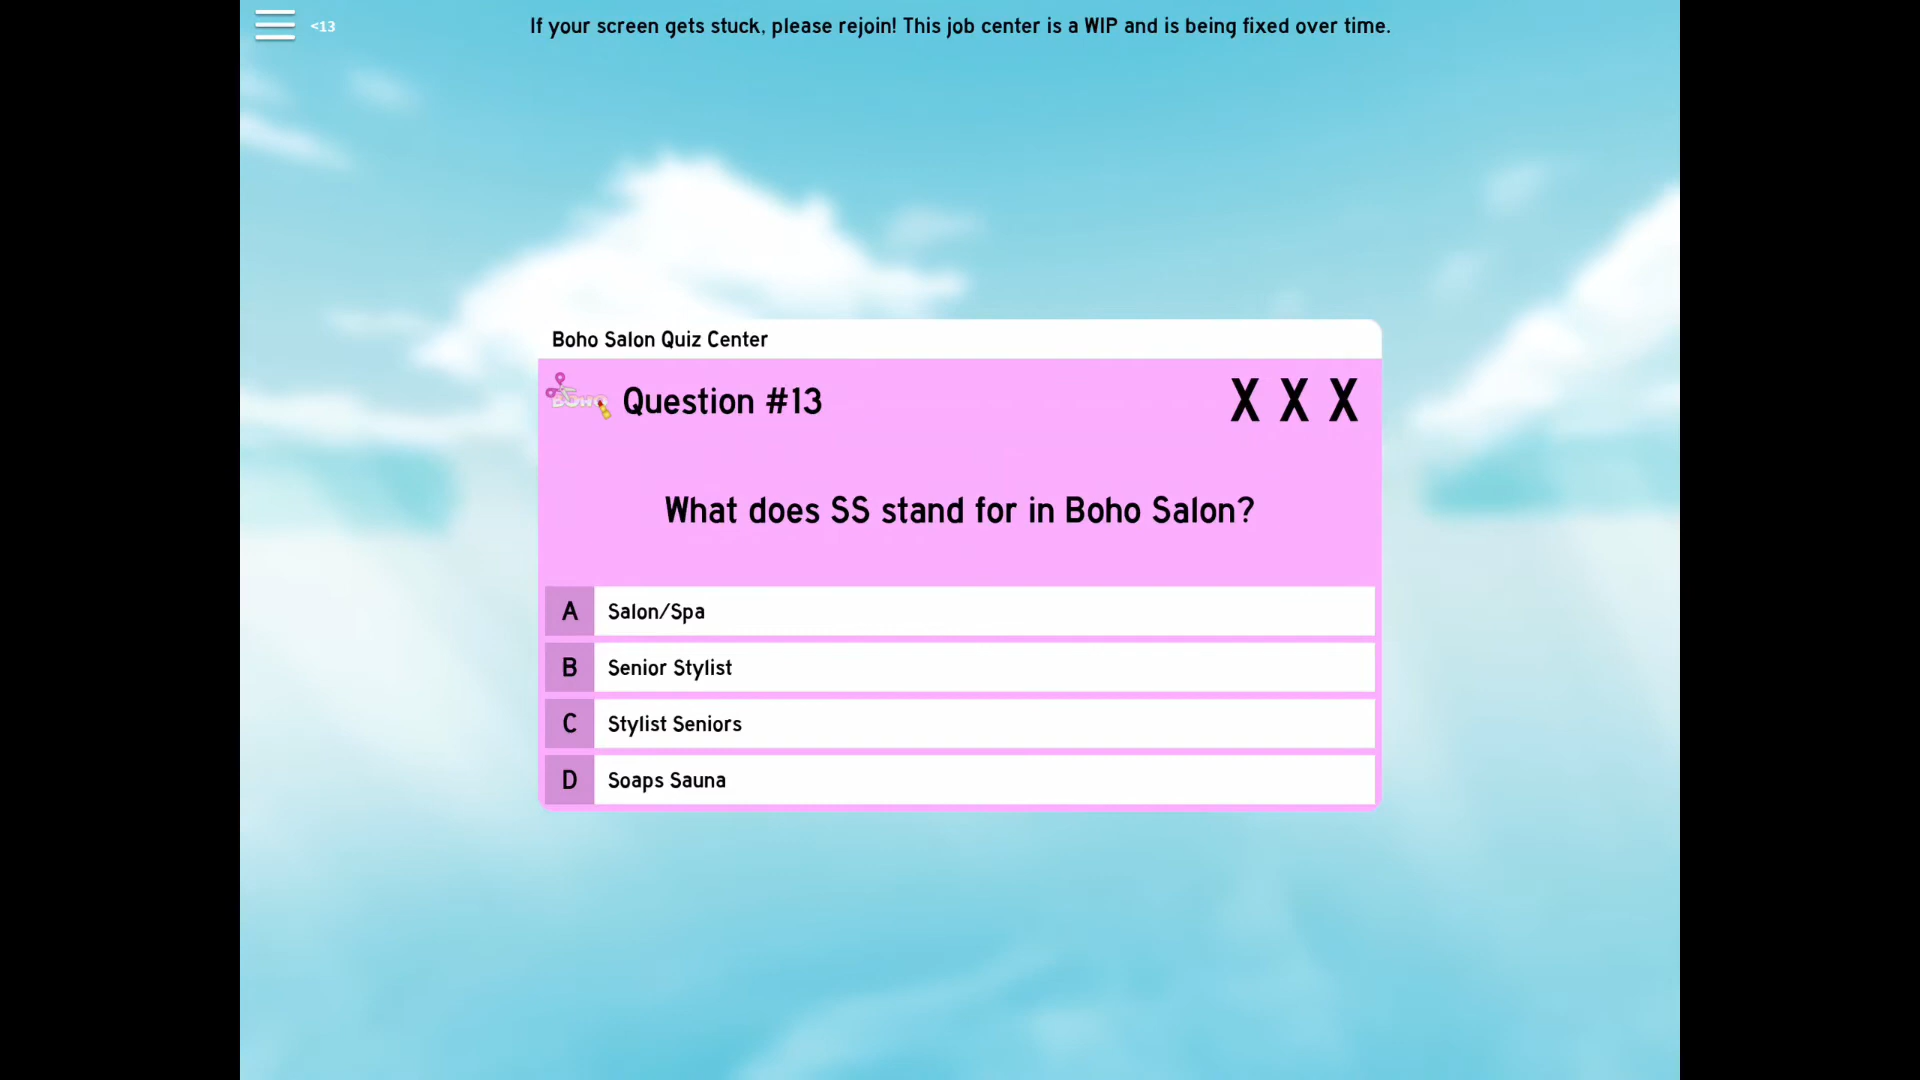 <13
If your screen gets stuck, please rejoin! This job center is a WIP and is being fixed over time.
Boho Salon Quiz Center
BOHO
Question #13
X X X
What does SS stand for in Boho Salon?
A Salon/Spa
B Senior Stylist
C Stylist Seniors
D Soaps Sauna